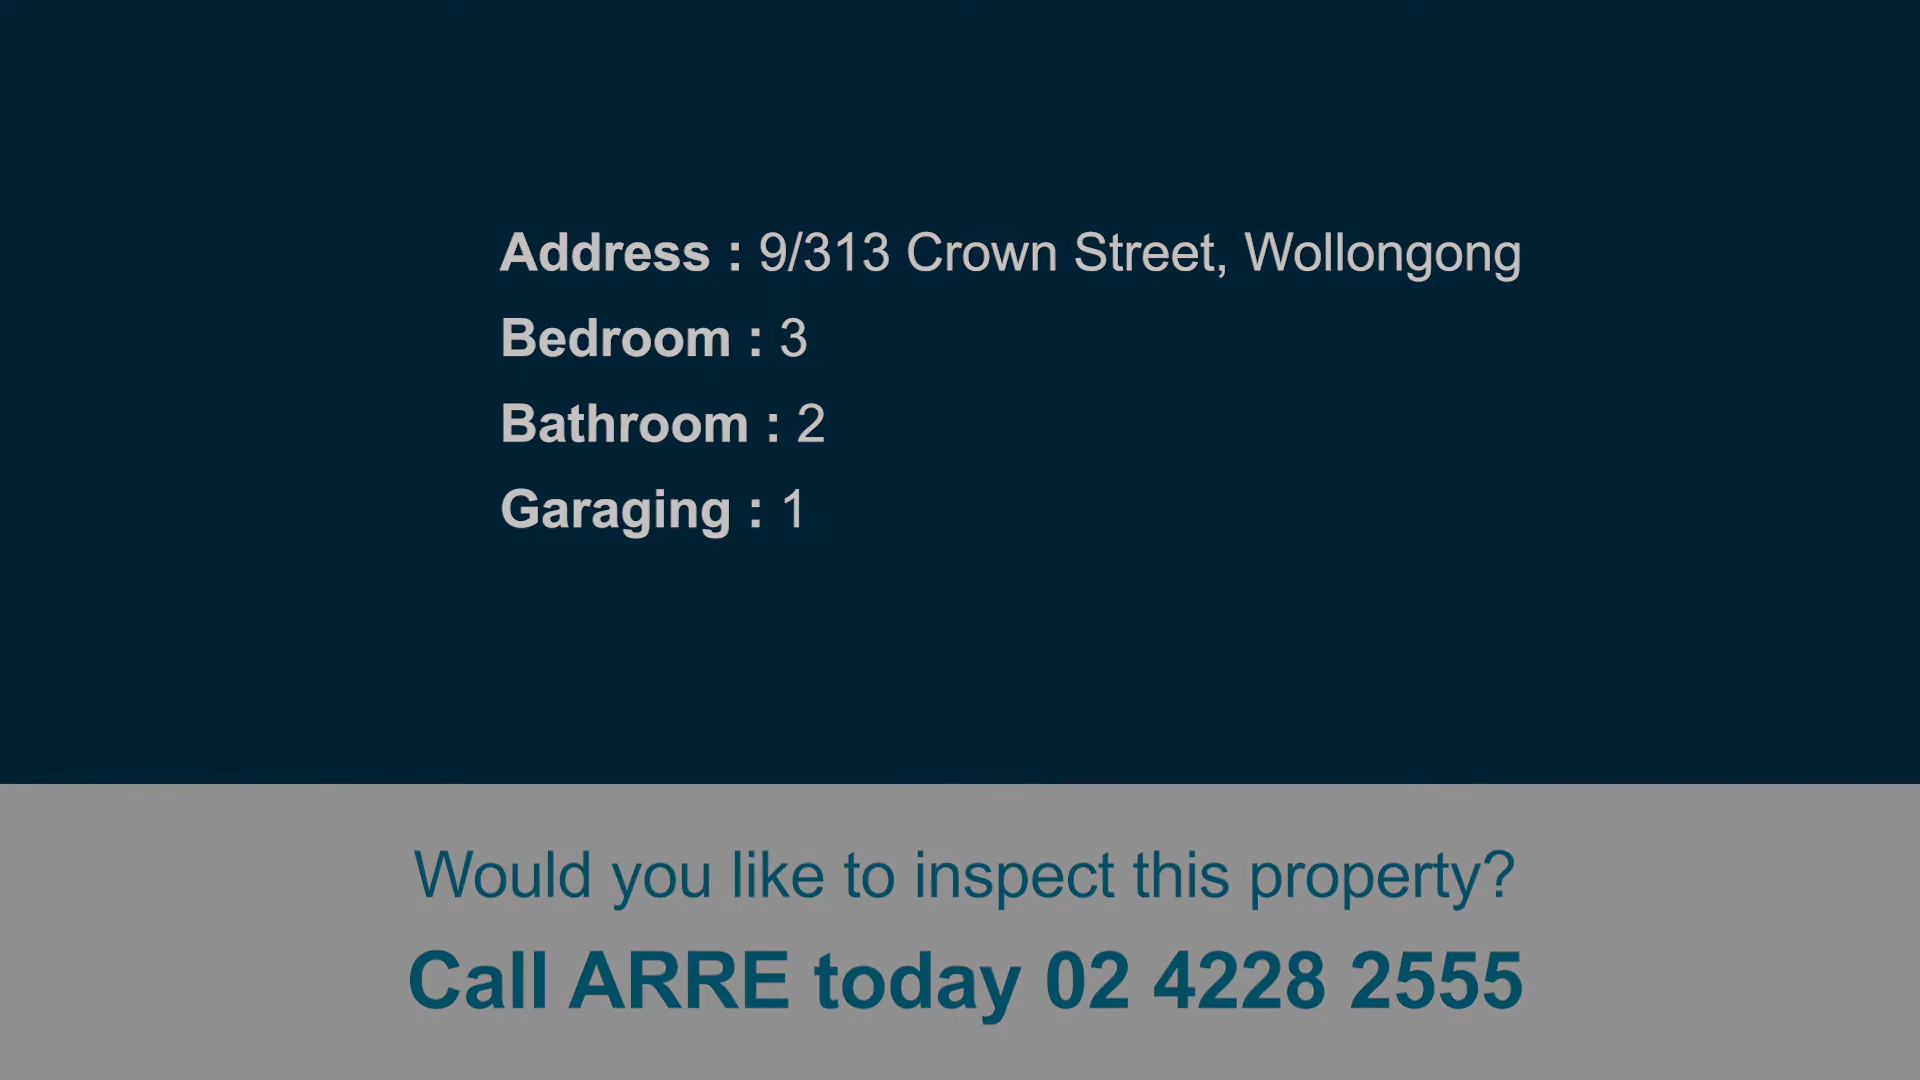 Address : 9/313 Crown Street, Wollongong
Bedroom : 3
Bathroom : 2
Garaging : 1
Would you like to inspect this property?
Call ARRE today 02 4228 2555